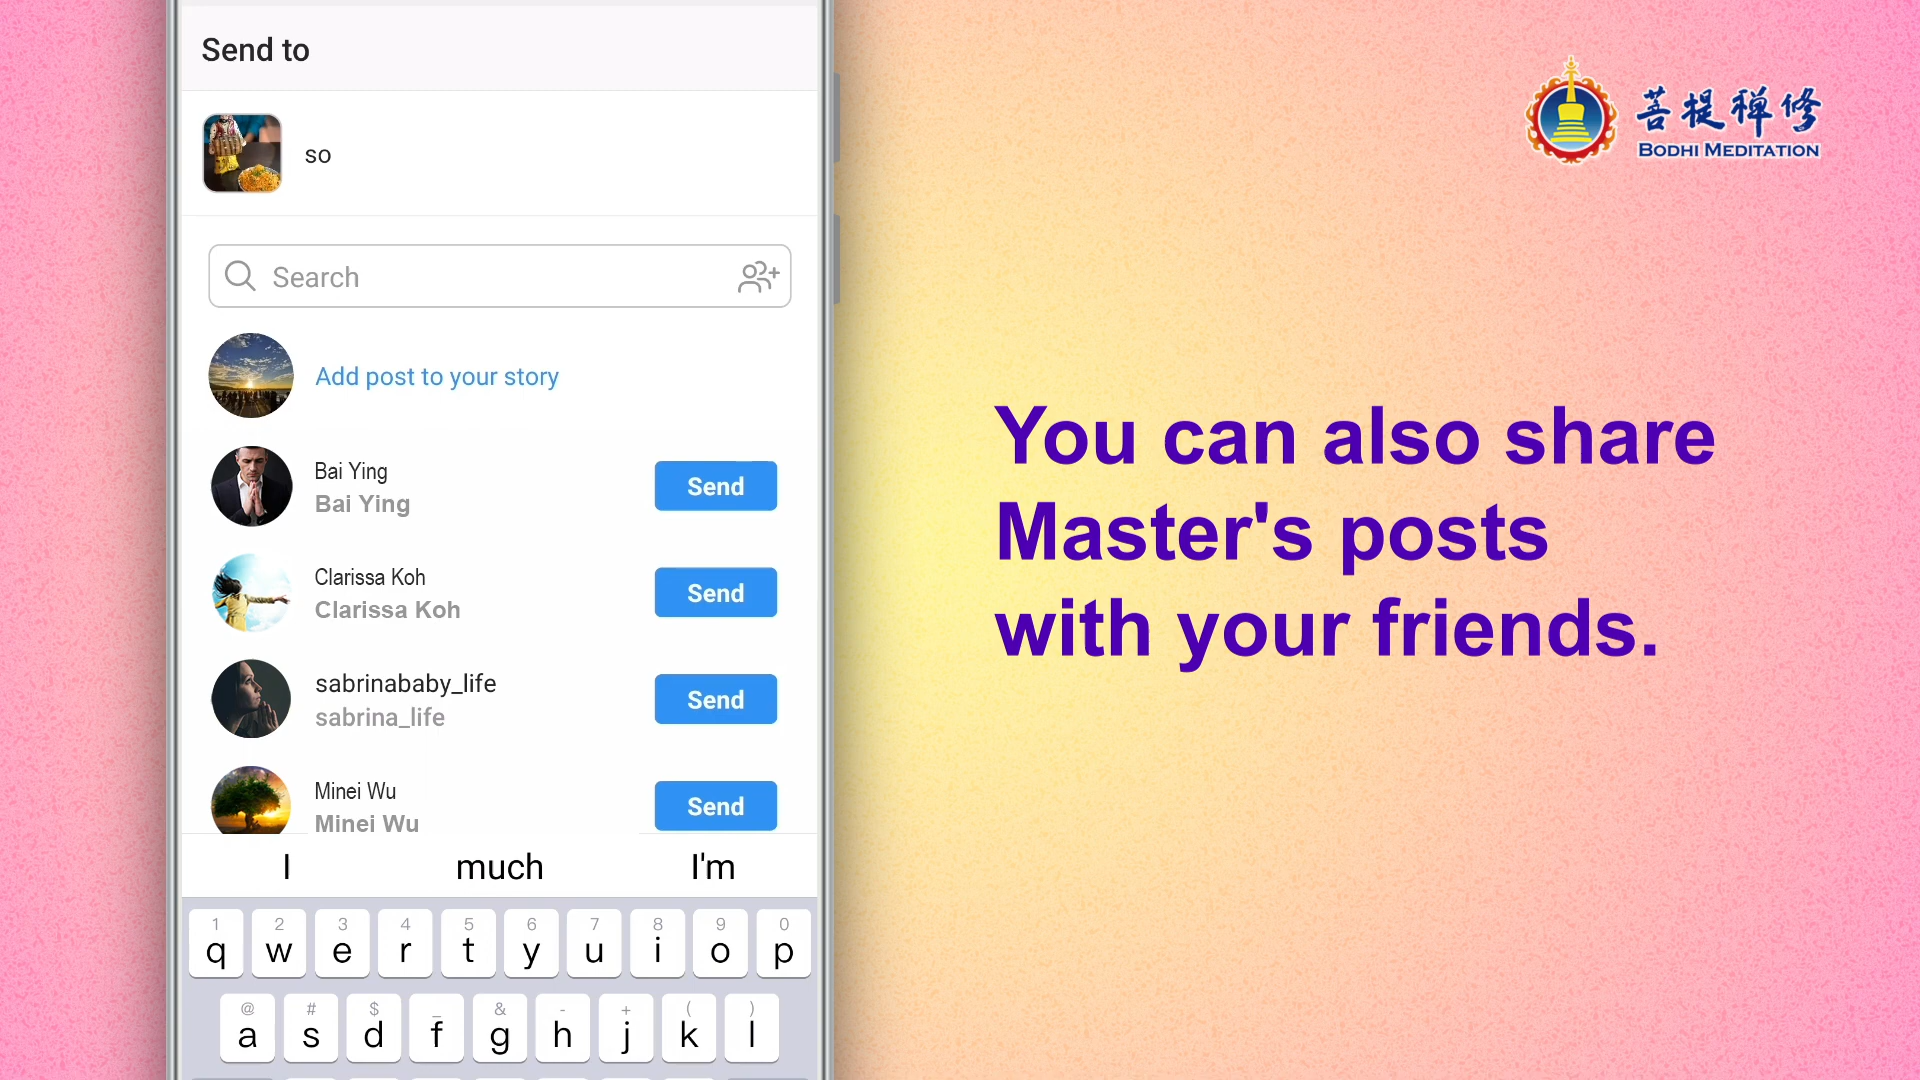 Send to
so
Search
Add post to your story
Bai Ying
Bai Ying
Send
Clarissa Koh
Clarissa Koh
Send
sabrinababy_life
sabrina_life
Send
Minei Wu
Minei Wu
Send
I much I'm
1 2 3 4 5 6 7 8 9 0
q w e r t y u i o p
@ # $ _ & - + ( )
a s d f g h j k l
菩提禅修
BODHI MEDITATION
You can also share
Master's posts
with your friends.